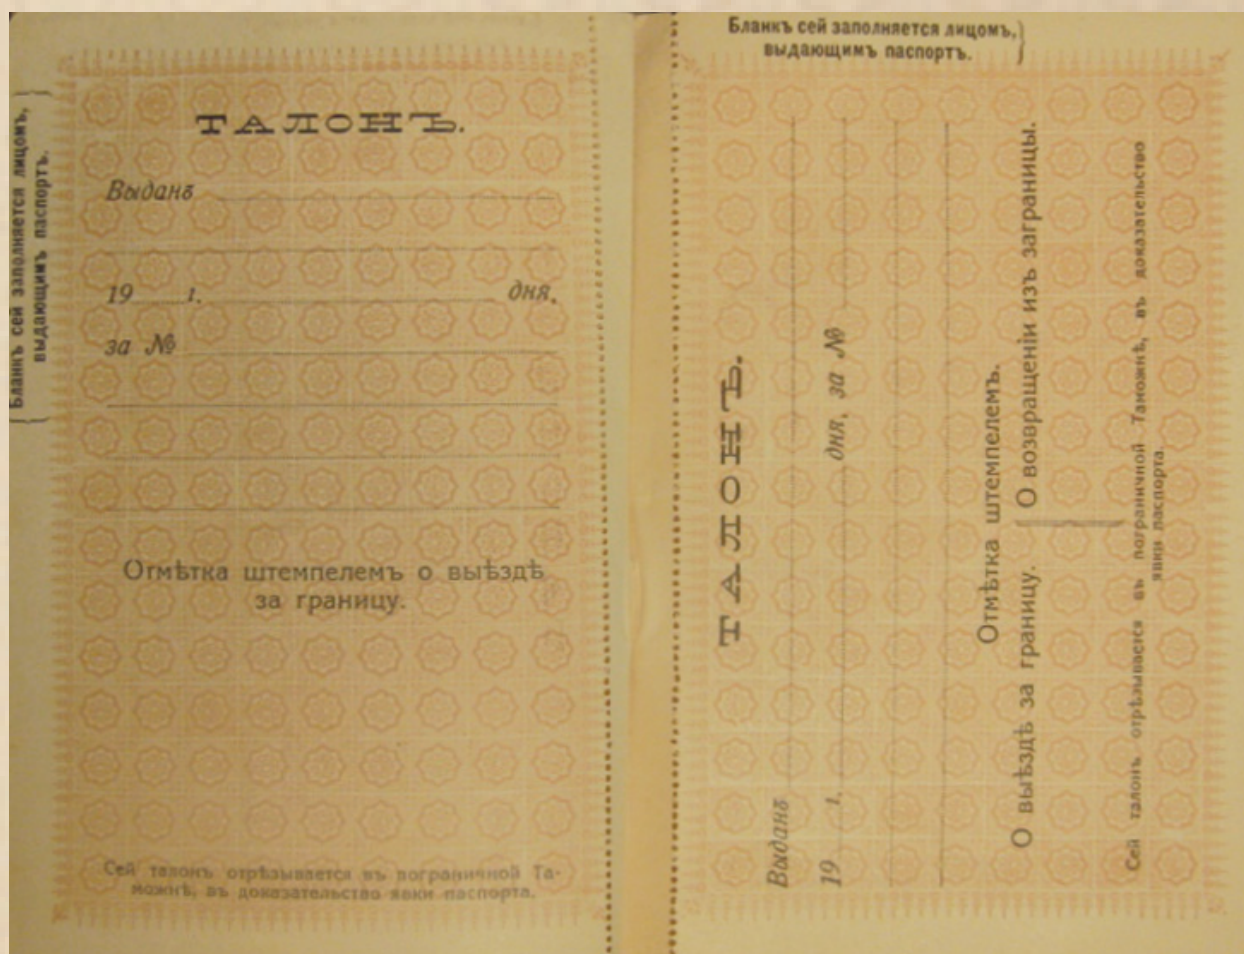 Бланкъ сей заполняется лицомъ,
выдающимъ паспортъ.
ТАЛОНЪ.
Выданъ
19 г. дня,
за №
Отмѣтка штемпелемъ о выѣздѣ
за границу.
Сей талонъ отрѣзывается въ пограничной Та-
можнѣ, въ доказательство явки паспорта.
Бланкъ сей заполняется лицомъ,
выдающимъ паспортъ.
ТАЛОНЪ.
Выданъ
19 г. дня, за №
Отмѣтка штемпелемъ.
О выѣздѣ за границу. О возвращеніи изъ заграницы.
Сей талонъ отрѣзывается въ пограничной Таможнѣ, въ доказательство
явки паспорта.